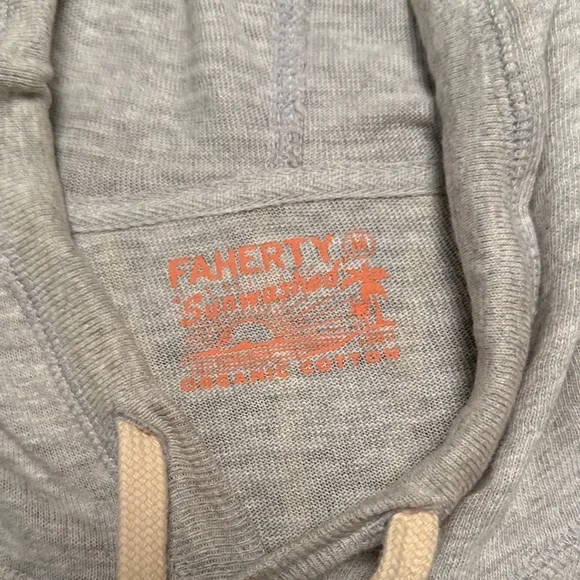 FAHERTY M
Sunwashed
ORGANIC COTTON